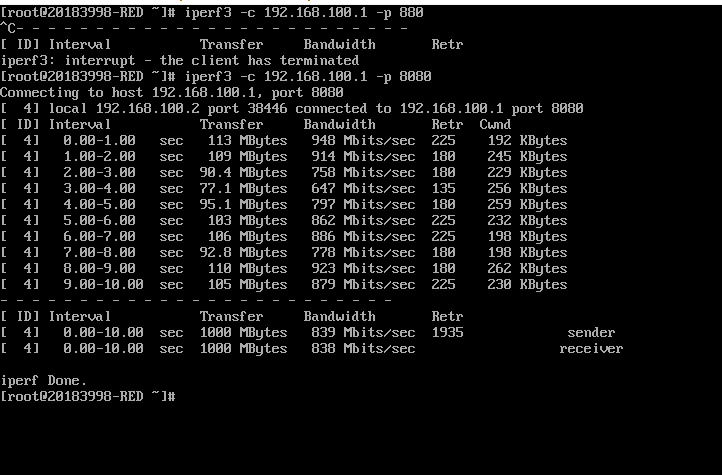 [root@20183998-RED ~]# iperf3 -c 192.168.100.1 -p 880
^C- - - - - - - - - - - - - - - - - - - - - - - - -
[ ID] Interval           Transfer     Bandwidth       Retr
iperf3: interrupt - the client has terminated
[root@20183998-RED ~]# iperf3 -c 192.168.100.1 -p 8080
Connecting to host 192.168.100.1, port 8080
[  4] local 192.168.100.2 port 38446 connected to 192.168.100.1 port 8080
[ ID] Interval           Transfer     Bandwidth       Retr  Cwnd
[  4]   0.00-1.00   sec   113 MBytes   948 Mbits/sec  225    192 KBytes
[  4]   1.00-2.00   sec   109 MBytes   914 Mbits/sec  180    245 KBytes
[  4]   2.00-3.00   sec  90.4 MBytes   758 Mbits/sec  180    229 KBytes
[  4]   3.00-4.00   sec  77.1 MBytes   647 Mbits/sec  135    256 KBytes
[  4]   4.00-5.00   sec  95.1 MBytes   797 Mbits/sec  180    259 KBytes
[  4]   5.00-6.00   sec   103 MBytes   862 Mbits/sec  225    232 KBytes
[  4]   6.00-7.00   sec   106 MBytes   886 Mbits/sec  225    198 KBytes
[  4]   7.00-8.00   sec  92.8 MBytes   778 Mbits/sec  180    198 KBytes
[  4]   8.00-9.00   sec   110 MBytes   923 Mbits/sec  180    262 KBytes
[  4]   9.00-10.00  sec   105 MBytes   879 Mbits/sec  225    230 KBytes
- - - - - - - - - - - - - - - - - - - - - - - - -
[ ID] Interval           Transfer     Bandwidth       Retr
[  4]   0.00-10.00  sec  1000 MBytes   839 Mbits/sec  1935             sender
[  4]   0.00-10.00  sec  1000 MBytes   838 Mbits/sec                  receiver
iperf Done.
[root@20183998-RED ~]#